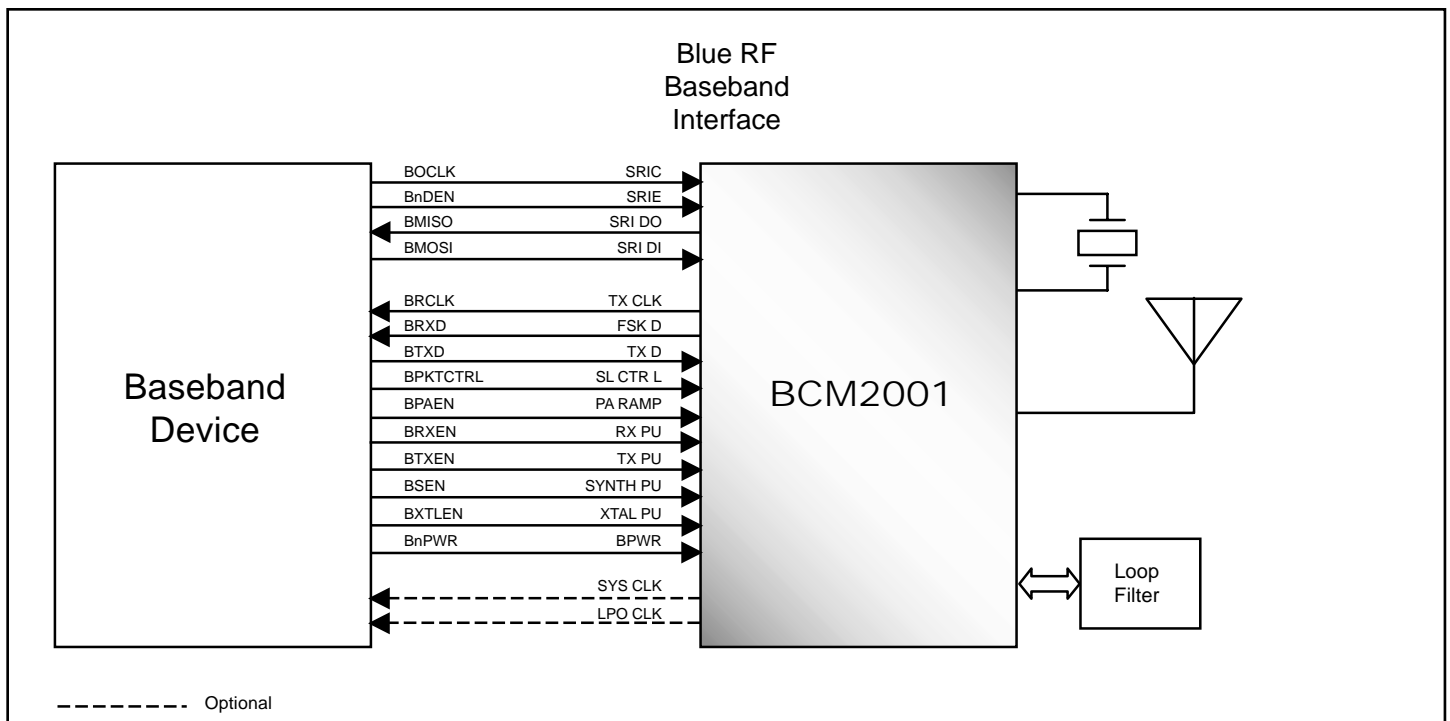 Blue RF
Baseband
Interface
BOCLK SRIC
BnDEN SRIE
BMISO SRI DO
BMOSI SRI DI
BRCLK TX CLK
BRXD FSK D
BTXD TX D
BPKTCTRL SL CTR L
BPAEN PA RAMP
BRXEN RX PU
BTXEN TX PU
BSEN SYNTH PU
BXTLEN XTAL PU
BnPWR BPWR
SYS CLK
LPO CLK
Baseband
Device
BCM2001
Loop
Filter
Optional